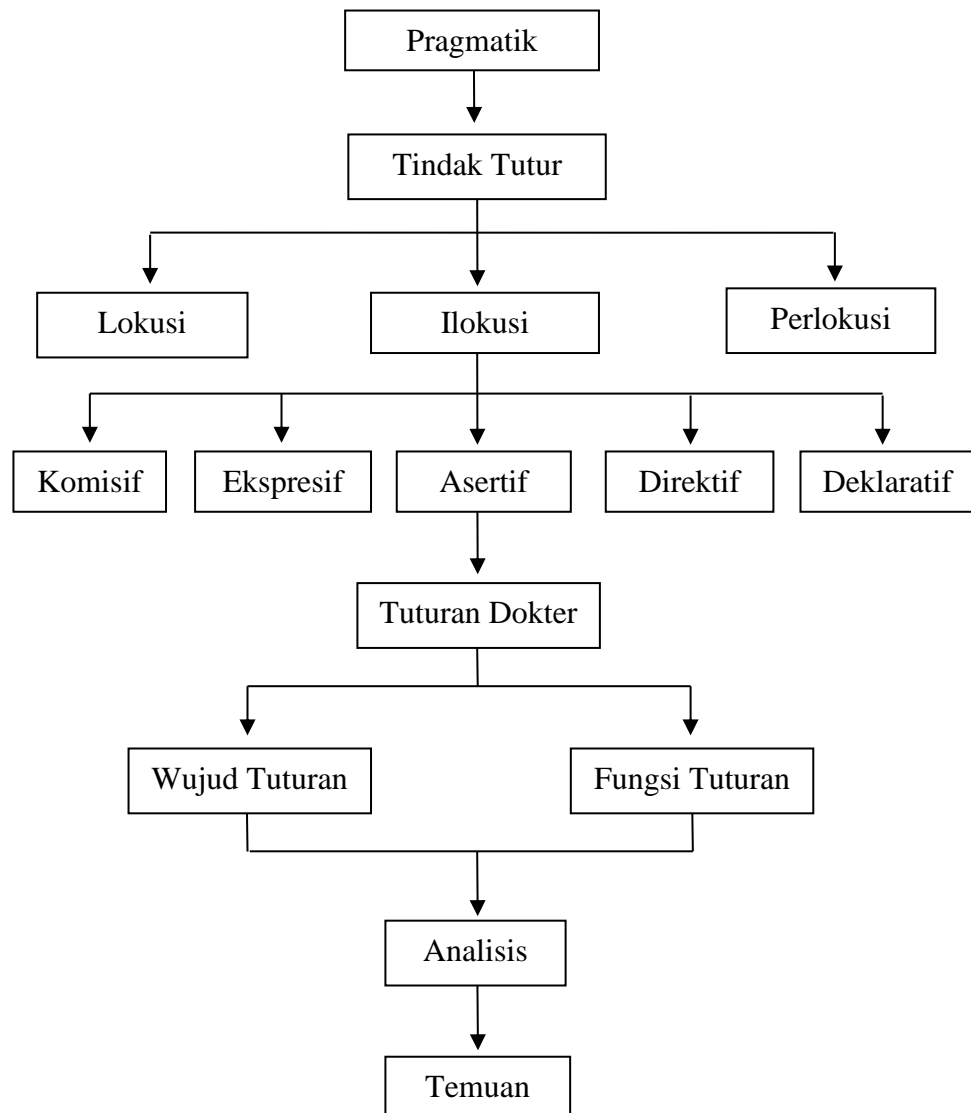 Pragmatik
Tindak Tutur
Lokusi
Ilokusi
Perlokusi
Komisif
Ekspresif
Asertif
Direktif
Deklaratif
Tuturan Dokter
Wujud Tuturan
Fungsi Tuturan
Analisis
Temuan